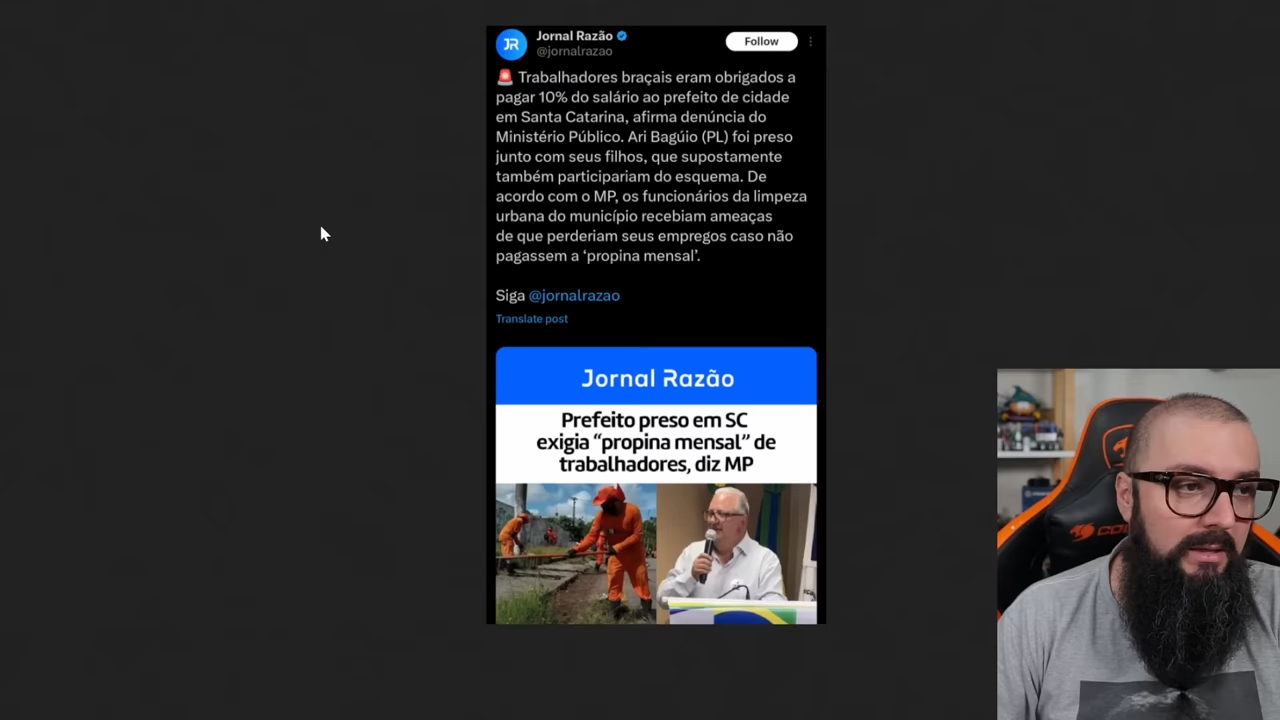 JR
Jornal Razão
@jornalrazao
Follow
🚨 Trabalhadores braçais eram obrigados a
pagar 10% do salário ao prefeito de cidade
em Santa Catarina, afirma denúncia do
Ministério Público. Ari Bagúio (PL) foi preso
junto com seus filhos, que supostamente
também participariam do esquema. De
acordo com o MP, os funcionários da limpeza
urbana do município recebiam ameaças
de que perderiam seus empregos caso não
pagassem a ‘propina mensal’.
Siga @jornalrazao
Translate post
Jornal Razão
Prefeito preso em SC
exigia “propina mensal” de
trabalhadores, diz MP